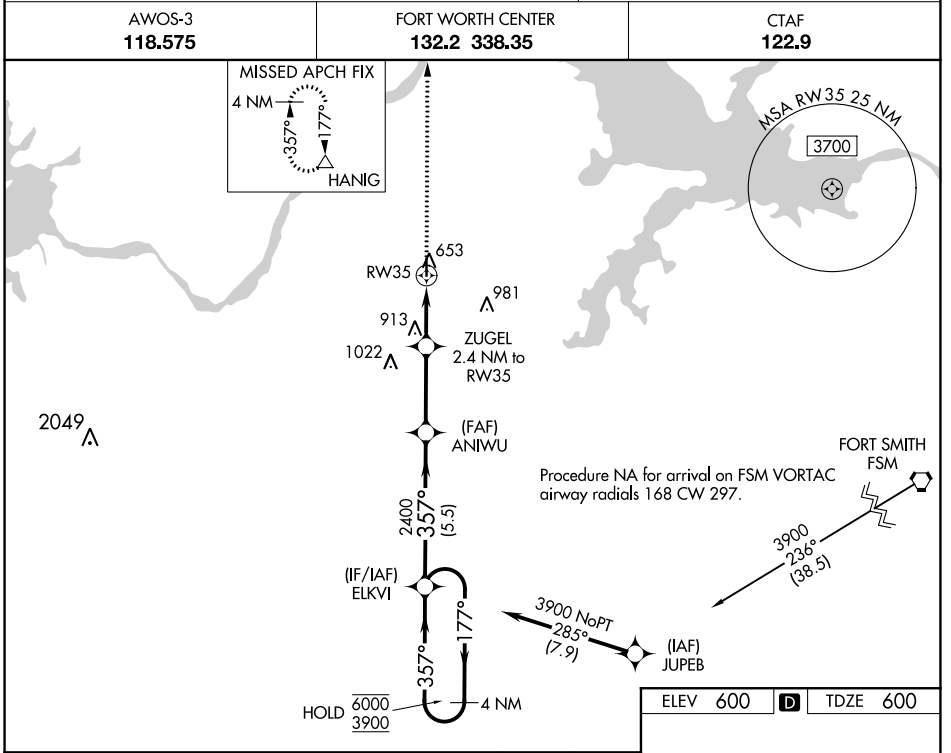 AWOS-3
118.575
FORT WORTH CENTER
132.2 338.35
CTAF
122.9
MISSED APCH FIX
4 NM
357°
177°
HANIG
MSA RW35 25 NM
3700
653
RW35
981
913
ZUGEL
2.4 NM to
RW35
1022
2049
(FAF)
ANIWU
FORT SMITH
FSM
Procedure NA for arrival on FSM VORTAC
airway radials 168 CW 297.
2400
357°
(5.5)
3900
236°
(38.5)
(IF/IAF)
ELKVI
3900 NoPT
285°
(7.9)
(IAF)
JUPEB
357°
177°
HOLD
6000
3900
4 NM
ELEV 600
D
TDZE 600